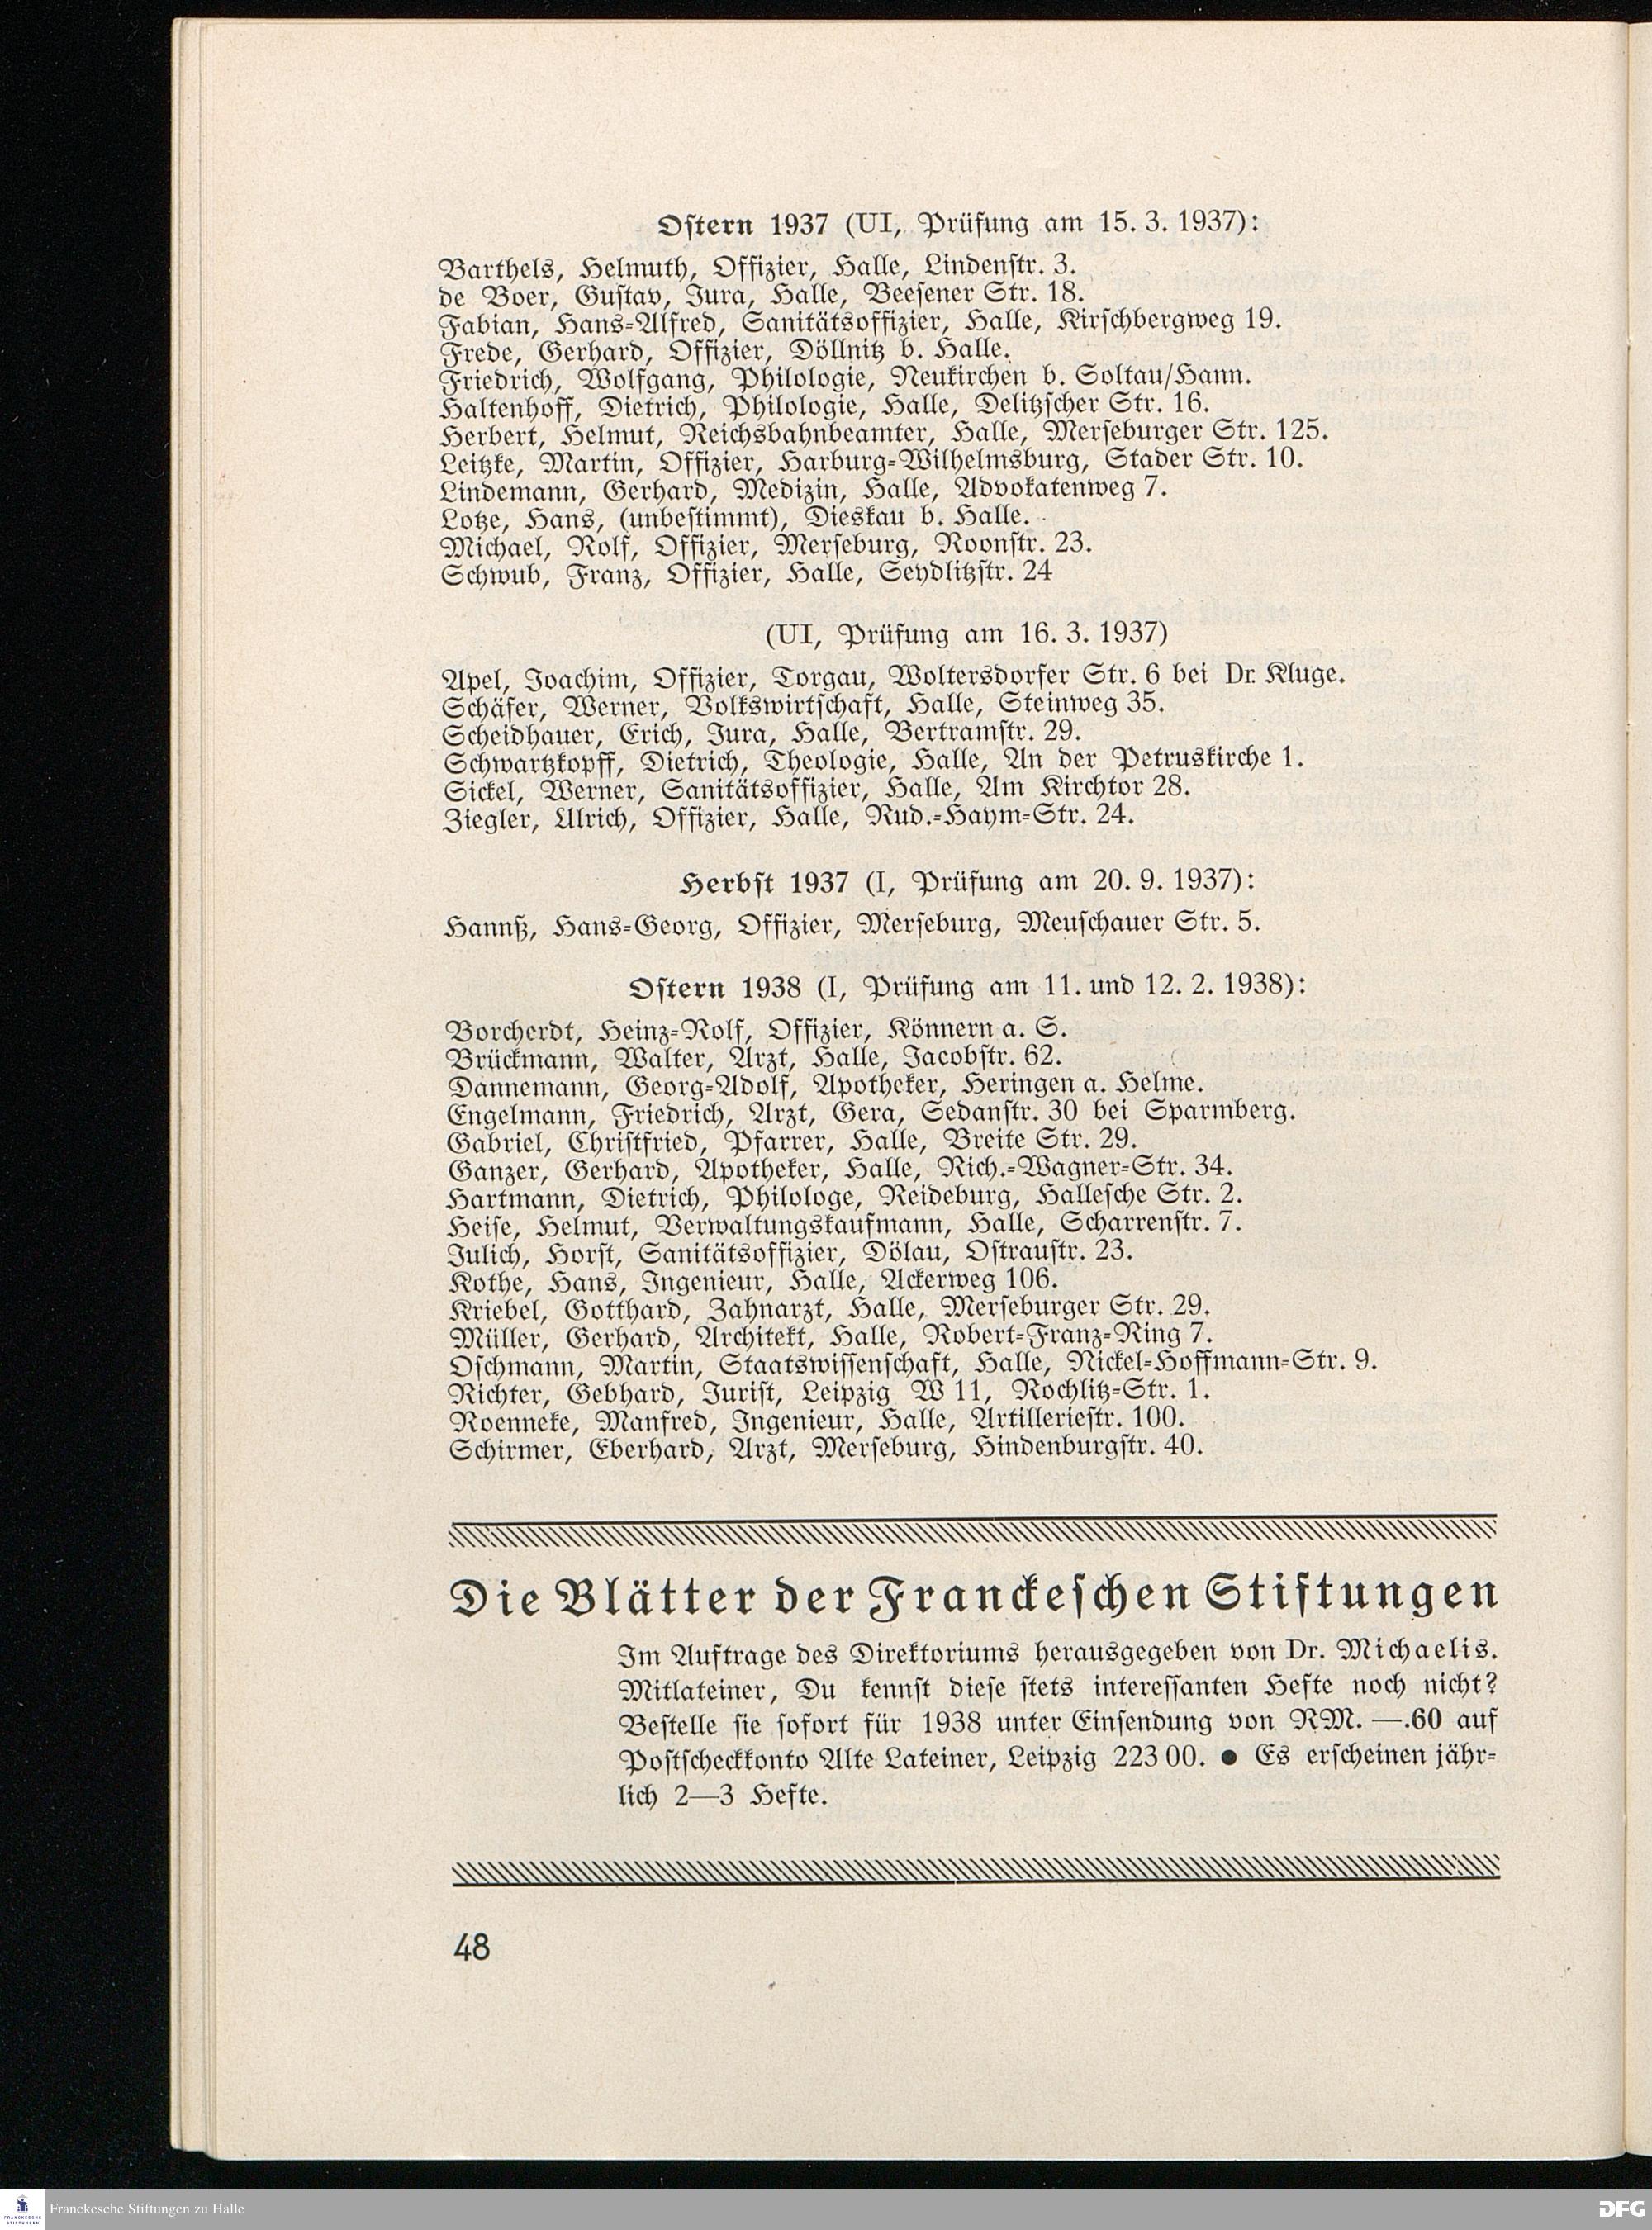 Ostern 1937 (UI, Prüfung am 15. 3. 1937):
Barthels, Helmuth, Offizier, Halle, Lindenstr. 3.
de Boer, Gustav, Jura, Halle, Beesener Str. 18.
Fabian, Hans-Alfred, Sanitätsoffizier, Halle, Kirschbergweg 19.
Frede, Gerhard, Offizier, Döllnitz b. Halle.
Friedrich, Wolfgang, Philologie, Neukirchen b. Soltau/Hann.
Haltenhoff, Dietrich, Philologie, Halle, Delitzscher Str. 16.
Herbert, Helmut, Reichsbahnbeamter, Halle, Merseburger Str. 125.
Leitzke, Martin, Offizier, Harburg-Wilhelmsburg, Stader Str. 10.
Lindemann, Gerhard, Medizin, Halle, Advokatenweg 7.
Lotze, Hans, (unbestimmt), Dieskau b. Halle.
Michael, Rolf, Offizier, Merseburg, Roonstr. 23.
Schwub, Franz, Offizier, Halle, Seydlitzstr. 24
(UI, Prüfung am 16. 3. 1937)
Apel, Joachim, Offizier, Torgau, Woltersdorfer Str. 6 bei Dr. Kluge.
Schäfer, Werner, Volkswirtschaft, Halle, Steinweg 35.
Scheidhauer, Erich, Jura, Halle, Bertramstr. 29.
Schwartzkopff, Dietrich, Theologie, Halle, An der Petruskirche 1.
Sickel, Werner, Sanitätsoffizier, Halle, Am Kirchtor 28.
Ziegler, Ulrich, Offizier, Halle, Rud.-Haym-Str. 24.
Herbst 1937 (I, Prüfung am 20. 9. 1937):
Hannß, Hans-Georg, Offizier, Merseburg, Meuschauer Str. 5.
Ostern 1938 (I, Prüfung am 11. und 12. 2. 1938):
Borcherdt, Heinz-Rolf, Offizier, Könnern a. S.
Brückmann, Walter, Arzt, Halle, Jacobstr. 62.
Dannemann, Georg-Adolf, Apotheker, Heringen a. Helme.
Engelmann, Friedrich, Arzt, Gera, Sedanstr. 30 bei Sparmberg.
Gabriel, Christfried, Pfarrer, Halle, Breite Str. 29.
Ganzer, Gerhard, Apotheker, Halle, Rich.-Wagner-Str. 34.
Hartmann, Dietrich, Philologe, Reideburg, Hallesche Str. 2.
Heise, Helmut, Verwaltungskaufmann, Halle, Scharrenstr. 7.
Julich, Horst, Sanitätsoffizier, Dölau, Ostraustr. 23.
Kothe, Hans, Ingenieur, Halle, Ackerweg 106.
Kriebel, Gotthard, Zahnarzt, Halle, Merseburger Str. 29.
Müller, Gerhard, Architekt, Halle, Robert-Franz-Ring 7.
Oschmann, Martin, Staatswissenschaft, Halle, Nickel-Hoffmann-Str. 9.
Richter, Gebhard, Jurist, Leipzig W 11, Rochlitz-Str. 1.
Roenneke, Manfred, Ingenieur, Halle, Artilleriestr. 100.
Schirmer, Eberhard, Arzt, Merseburg, Hindenburgstr. 40.
Die Blätter der Franckeschen Stiftungen
Im Auftrage des Direktoriums herausgegeben von Dr. Michaelis.
Mitlateiner, Du kennst diese stets interessanten Hefte noch nicht?
Bestelle sie sofort für 1938 unter Einsendung von RM. —.60 auf
Postscheckkonto Alte Lateiner, Leipzig 223 00. ● Es erscheinen jähr-
lich 2—3 Hefte.
48
FRANCKESCHE
STIFTUNGEN
Franckesche Stiftungen zu Halle
DFG